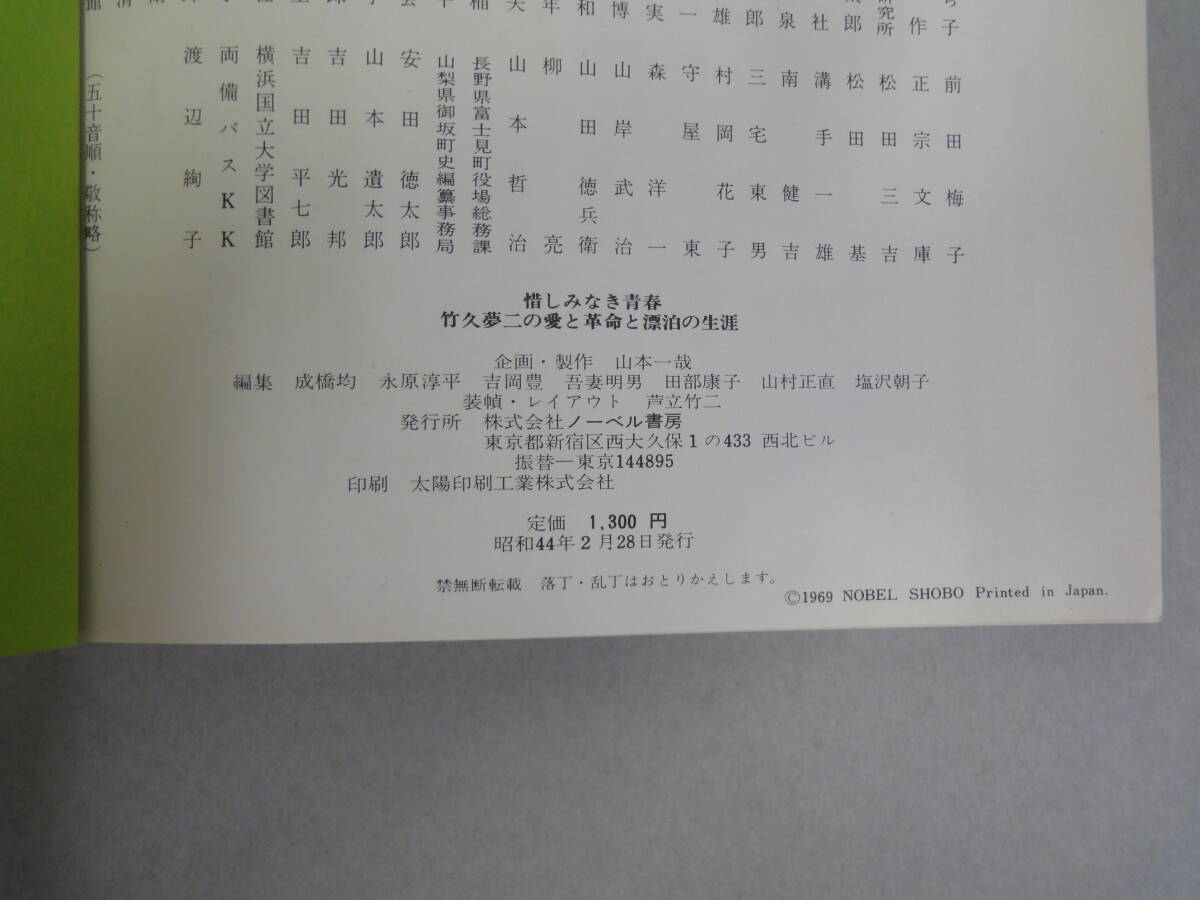 前田梅子
正宗文庫
松田三吉
松田基
溝手一雄
南健吉
三宅東男
村岡花子
守屋東
森洋一
山岸武治
山田徳兵衛
柳亮
山本哲治
長野県富士見町役場総務課
山梨県御坂町史編纂事務局
安田徳太郎
山本遺太郎
吉田光邦
吉田平七郎
横浜国立大学図書館
両備バスKK
渡辺絢子
(五十音順・敬称略)
惜しみなき青春
竹久夢二の愛と革命と漂泊の生涯
企画・製作 山本一哉
編集 成橋均 永原淳平 吉岡豊 吾妻明男 田部康子 山村正直 塩沢朝子
装幀・レイアウト 芦立竹二
発行所 株式会社ノーベル書房
東京都新宿区西大久保1の433 西北ビル
振替―東京144895
印刷 太陽印刷工業株式会社
定価 1,300円
昭和44年2月28日発行
禁無断転載 落丁・乱丁はおとりかえします。
©1969 NOBEL SHOBO Printed in Japan.